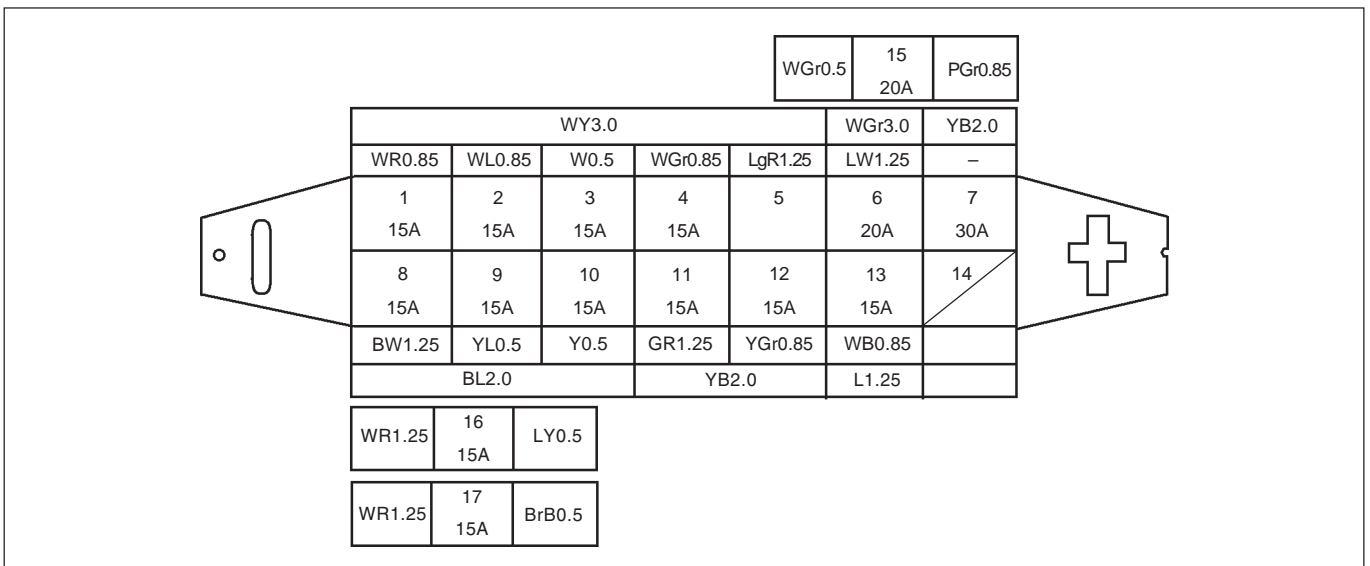 WGr0.5 15 PGr0.85
20A
WY3.0 WGr3.0 YB2.0
WR0.85 WL0.85 W0.5 WGr0.85 LgR1.25 LW1.25 –
1 2 3 4 5 6 7
15A 15A 15A 15A 20A 30A
8 9 10 11 12 13 14
15A 15A 15A 15A 15A 15A
BW1.25 YL0.5 Y0.5 GR1.25 YGr0.85 WB0.85
BL2.0 YB2.0 L1.25
WR1.25 16 LY0.5
15A
WR1.25 17 BrB0.5
15A